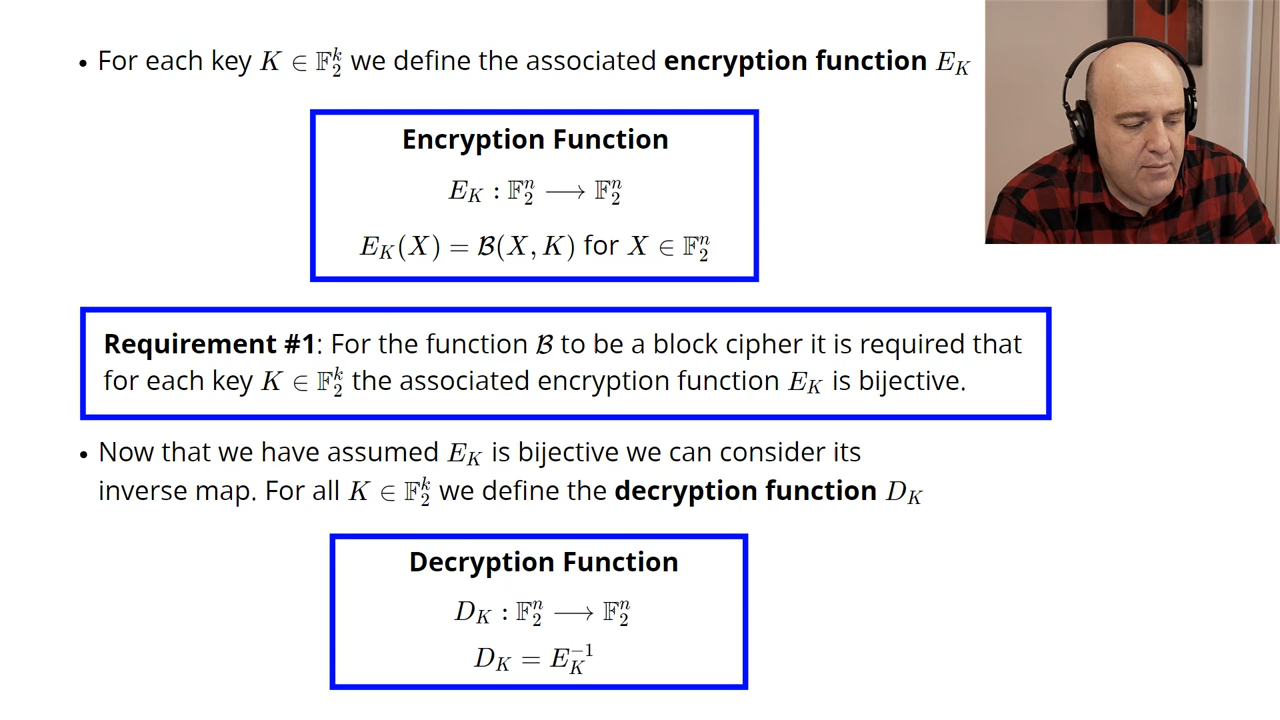 • For each key K ∈ 𝔽₂ᵏ we define the associated encryption function E_K
Encryption Function
E_K : 𝔽₂ⁿ ⟶ 𝔽₂ⁿ
E_K(X) = ℬ(X, K) for X ∈ 𝔽₂ⁿ
Requirement #1: For the function ℬ to be a block cipher it is required that
for each key K ∈ 𝔽₂ᵏ the associated encryption function E_K is bijective.
• Now that we have assumed E_K is bijective we can consider its
inverse map. For all K ∈ 𝔽₂ᵏ we define the decryption function D_K
Decryption Function
D_K : 𝔽₂ⁿ ⟶ 𝔽₂ⁿ
D_K = E_K⁻¹